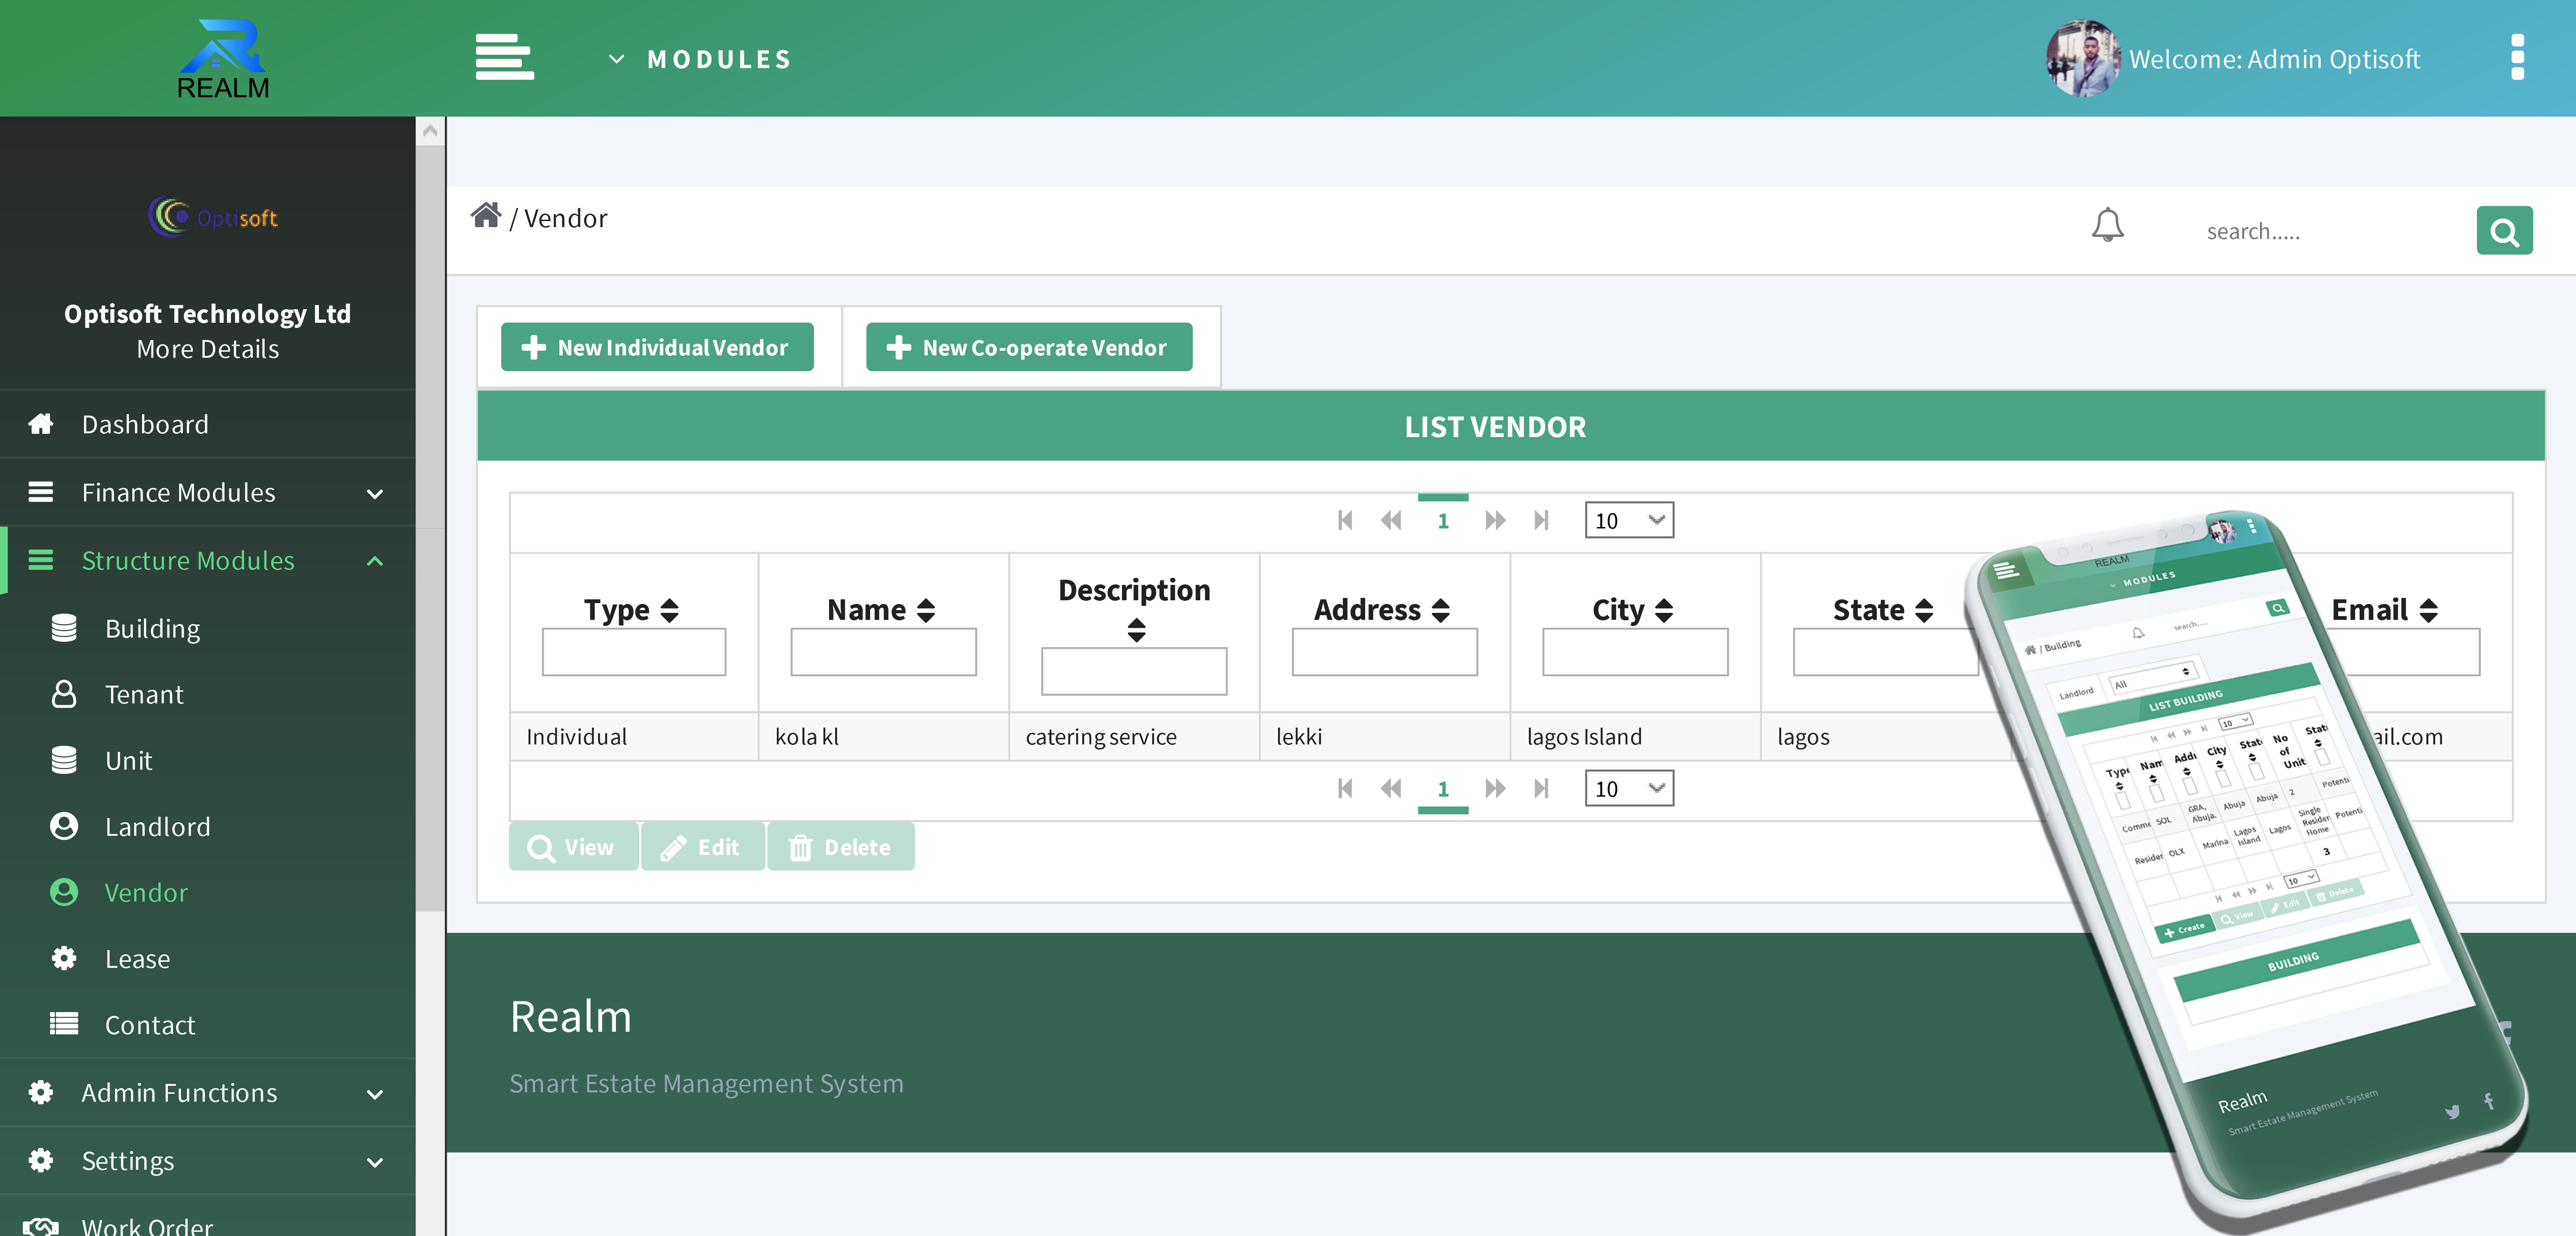 REALM
MODULES
Welcome: Admin Optisoft
Optisoft
Optisoft Technology Ltd
More Details
Dashboard
Finance Modules
Structure Modules
Building
Tenant
Unit
Landlord
Vendor
Lease
Contact
Admin Functions
Settings
Work Order
/ Vendor
search.....
New Individual Vendor
New Co-operate Vendor
LIST VENDOR
1
10
Type Name Description Address City State Email
Individual kola kl catering service lekki lagos Island lagos ail.com
1
10
View Edit Delete
Realm
Smart Estate Management System
REALM
MODULES
/ Building
search.....
Landlord All
LIST BUILDING
10
Type Nam Addr City Stat No of Unit Stat
Comme SOL GRA, Abuja. Abuja Abuja 2 Potenti
Residen OLX Marina Lagos Island Lagos Single Residen Home Potenti
3
10
Create View Edit Delete
BUILDING
Realm
Smart Estate Management System